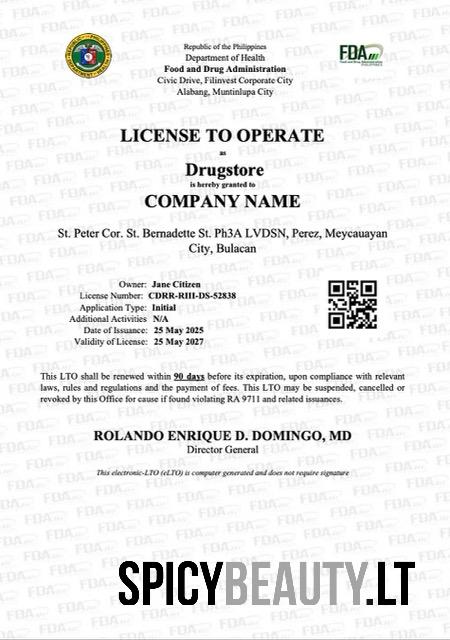 Republic of the Philippines
Department of Health
Food and Drug Administration
Civic Drive, Filinvest Corporate City
Alabang, Muntinlupa City
FDA
LICENSE TO OPERATE
as
Drugstore
is hereby granted to
COMPANY NAME
St. Peter Cor. St. Bernadette St. Ph3A LVDSN, Perez, Meycauayan
City, Bulacan
Owner: Jane Citizen
License Number: CDRR-RIII-DS-52838
Application Type: Initial
Additional Activities N/A
Date of Issuance: 25 May 2025
Validity of License: 25 May 2027
This LTO shall be renewed within 90 days before its expiration, upon compliance with relevant
laws, rules and regulations and the payment of fees. This LTO may be suspended, cancelled or
revoked by this Office for cause if found violating RA 9711 and related issuances.
ROLANDO ENRIQUE D. DOMINGO, MD
Director General
This electronic-LTO (eLTO) is computer generated and does not require signature
SPICYBEAUTY.LT